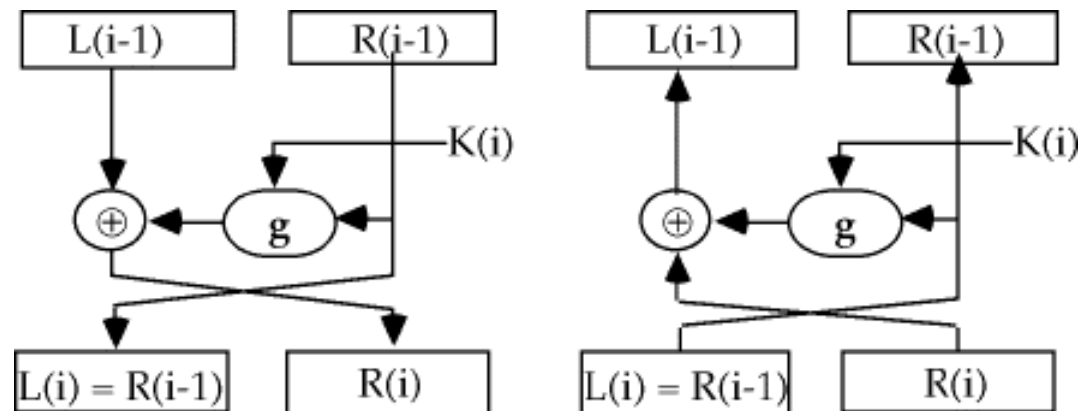 L(i-1) R(i-1)
K(i)
⊕ g
L(i) = R(i-1) R(i)
L(i-1) R(i-1)
K(i)
⊕ g
L(i) = R(i-1) R(i)